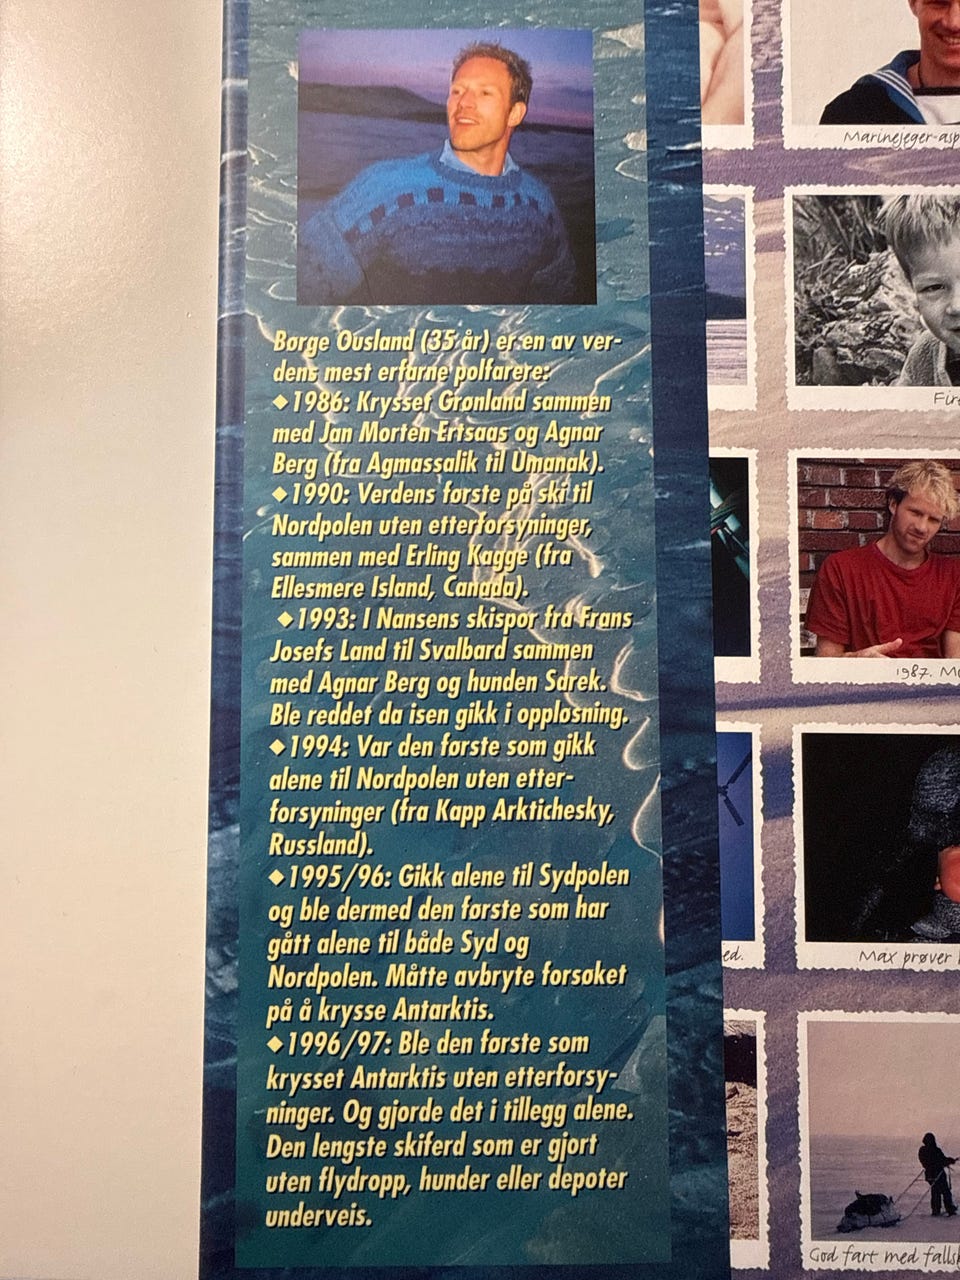 Børge Ousland (35 år) er en av ver-
dens mest erfarne polfarere:
◆1986: Krysset Grønland sammen
med Jan Morten Ertsaas og Agnar
Berg (fra Agmassalik til Umanak).
◆1990: Verdens første på ski til
Nordpolen uten etterforsyninger,
sammen med Erling Kagge (fra
Ellesmere Island, Canada).
◆1993: I Nansens skispor fra Frans
Josefs Land til Svalbard sammen
med Agnar Berg og hunden Sarek.
Ble reddet da isen gikk i oppløsning.
◆1994: Var den første som gikk
alene til Nordpolen uten etter-
forsyninger (fra Kapp Arktichesky,
Russland).
◆1995/96: Gikk alene til Sydpolen
og ble dermed den første som har
gått alene til både Syd og
Nordpolen. Måtte avbryte forsøket
på å krysse Antarktis.
◆1996/97: Ble den første som
krysset Antarktis uten etterforsy-
ninger. Og gjorde det i tillegg alene.
Den lengste skiferd som er gjort
uten flydropp, hunder eller depoter
underveis.
Marinejeger-asp
Fire
1987. Mo
ed.
Max prøver
God fart med falls